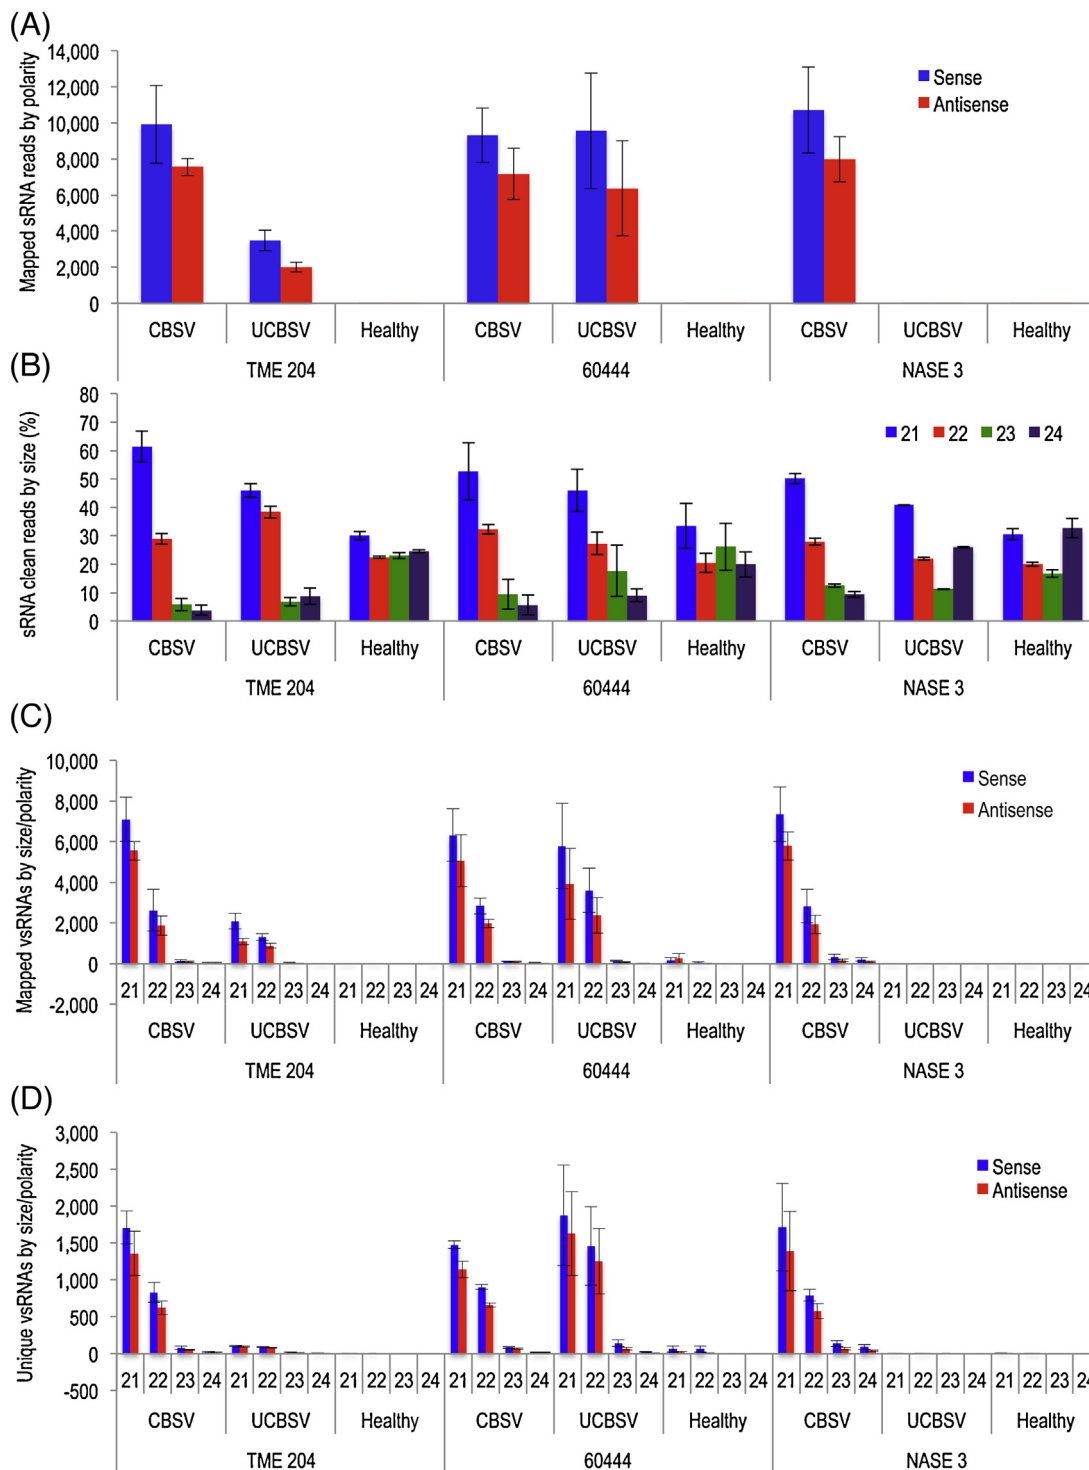 (A)
Mapped sRNA reads by polarity
14,000
12,000
10,000
8,000
6,000
4,000
2,000
0
Sense
Antisense
CBSV UCBSV Healthy CBSV UCBSV Healthy CBSV UCBSV Healthy
TME 204 60444 NASE 3
(B)
sRNA clean reads by size (%)
80
70
60
50
40
30
20
10
0
21 22 23 24
CBSV UCBSV Healthy CBSV UCBSV Healthy CBSV UCBSV Healthy
TME 204 60444 NASE 3
(C)
Mapped vsRNAs by size/polarity
10,000
8,000
6,000
4,000
2,000
0
-2,000
Sense
Antisense
21 22 23 24 21 22 23 24 21 22 23 24 21 22 23 24 21 22 23 24 21 22 23 24 21 22 23 24 21 22 23 24 21 22 23 24
CBSV UCBSV Healthy CBSV UCBSV Healthy CBSV UCBSV Healthy
TME 204 60444 NASE 3
(D)
Unique vsRNAs by size/polarity
3,000
2,500
2,000
1,500
1,000
500
0
-500
Sense
Antisense
21 22 23 24 21 22 23 24 21 22 23 24 21 22 23 24 21 22 23 24 21 22 23 24 21 22 23 24 21 22 23 24 21 22 23 24
CBSV UCBSV Healthy CBSV UCBSV Healthy CBSV UCBSV Healthy
TME 204 60444 NASE 3